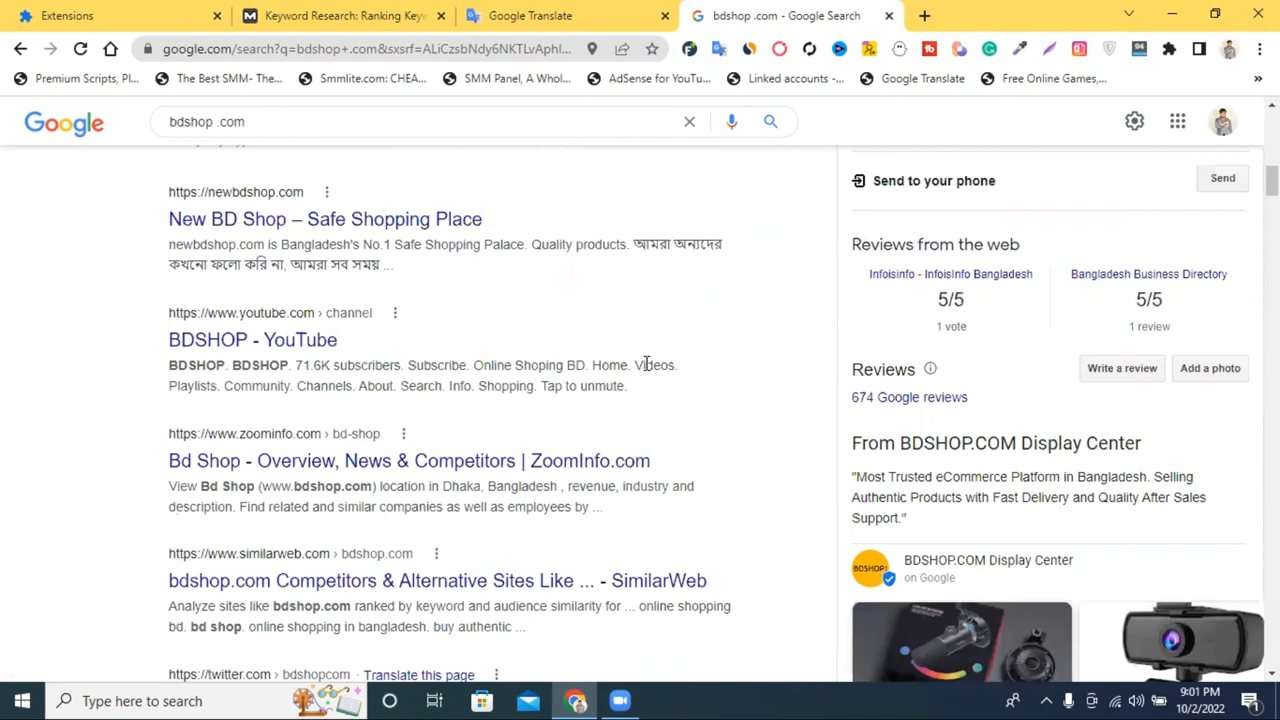 Extensions
Keyword Research: Ranking Keyw
Google Translate
bdshop .com - Google Search
google.com/search?q=bdshop+.com&sxsrf=ALiCzsbNdy6NKTLvAphl...
94
Premium Scripts, Pl...
The Best SMM- The...
Smmlite.com: CHEA...
SMM Panel, A Whol...
AdSense for YouTu...
Linked accounts -...
Google Translate
Free Online Games,...
»
Google
bdshop .com
https://newbdshop.com
New BD Shop – Safe Shopping Place
newbdshop.com is Bangladesh's No.1 Safe Shopping Palace. Quality products. আমরা অন্যদের
কখনো ফলো করি না, আমরা সব সময় ...
https://www.youtube.com › channel
BDSHOP - YouTube
BDSHOP. BDSHOP. 71.6K subscribers. Subscribe. Online Shoping BD. Home. Videos.
Playlists. Community. Channels. About. Search. Info. Shopping. Tap to unmute.
https://www.zoominfo.com › bd-shop
Bd Shop - Overview, News & Competitors | ZoomInfo.com
View Bd Shop (www.bdshop.com) location in Dhaka, Bangladesh , revenue, industry and
description. Find related and similar companies as well as employees by ...
https://www.similarweb.com › bdshop.com
bdshop.com Competitors & Alternative Sites Like ... - SimilarWeb
Analyze sites like bdshop.com ranked by keyword and audience similarity for ... online shopping
bd. bd shop. online shopping in bangladesh. buy authentic ...
https://twitter.com › bdshopcom · Translate this page
Send to your phone
Send
Reviews from the web
Infoisinfo - InfoisInfo Bangladesh
5/5
1 vote
Bangladesh Business Directory
5/5
1 review
Reviews
Write a review
Add a photo
674 Google reviews
From BDSHOP.COM Display Center
"Most Trusted eCommerce Platform in Bangladesh. Selling
Authentic Products with Fast Delivery and Quality After Sales
Support."
BDSHOP!
BDSHOP.COM Display Center
on Google
Type here to search
9:01 PM
10/2/2022
1